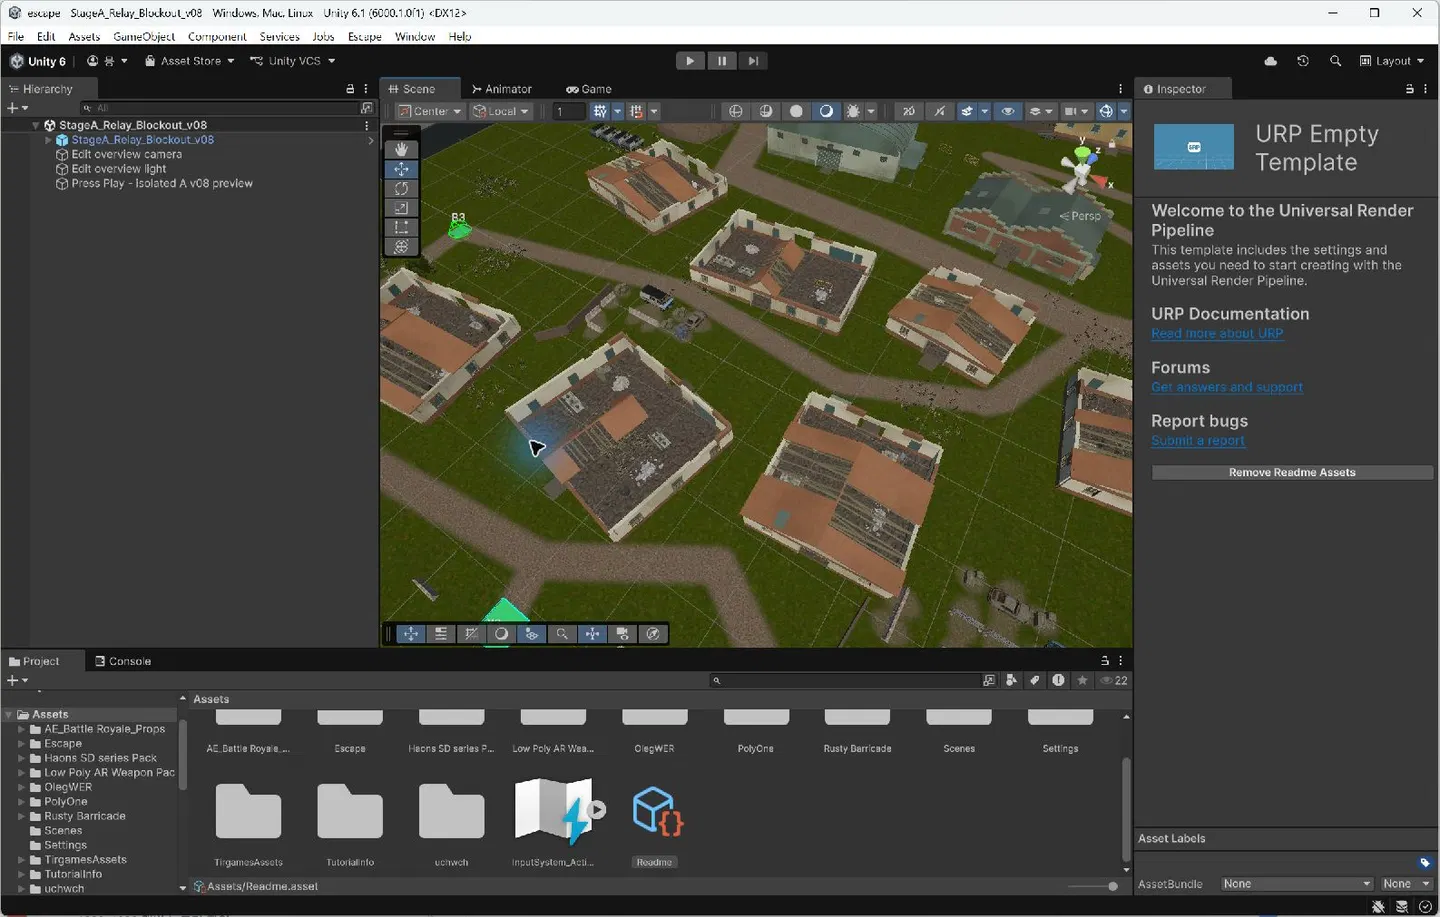 escape   StageA_Relay_Blockout_v08   Windows, Mac, Linux   Unity 6.1 (6000.1.0f1) <DX12>
File   Edit   Assets   GameObject   Component   Services   Jobs   Escape   Window   Help
Unity 6   Asset Store   Unity VCS   Layout
Hierarchy
All
StageA_Relay_Blockout_v08
StageA_Relay_Blockout_v08
Edit overview camera
Edit overview light
Press Play - Isolated A v08 preview
Scene   Animator   Game
Center   Local   1   2D
B3
y
z
x
Persp
Inspector
URP
URP Empty
Template
Welcome to the Universal Render
Pipeline
This template includes the settings and
assets you need to start creating with the
Universal Render Pipeline.
URP Documentation
Read more about URP
Forums
Get answers and support
Report bugs
Submit a report
Remove Readme Assets
Project   Console
22
Assets
AE_Battle Royale_Props
Escape
Haons SD series Pack
Low Poly AR Weapon Pac
OlegWER
PolyOne
Rusty Barricade
Scenes
Settings
TirgamesAssets
TutorialInfo
uchwch
Assets
AE_Battle Royale_...   Escape   Haons SD series P...   Low Poly AR Wea...   OlegWER   PolyOne   Rusty Barricade   Scenes   Settings
TirgamesAssets   TutorialInfo   uchwch   InputSystem_Acti...   Readme
Assets/Readme.asset
Asset Labels
AssetBundle   None   None